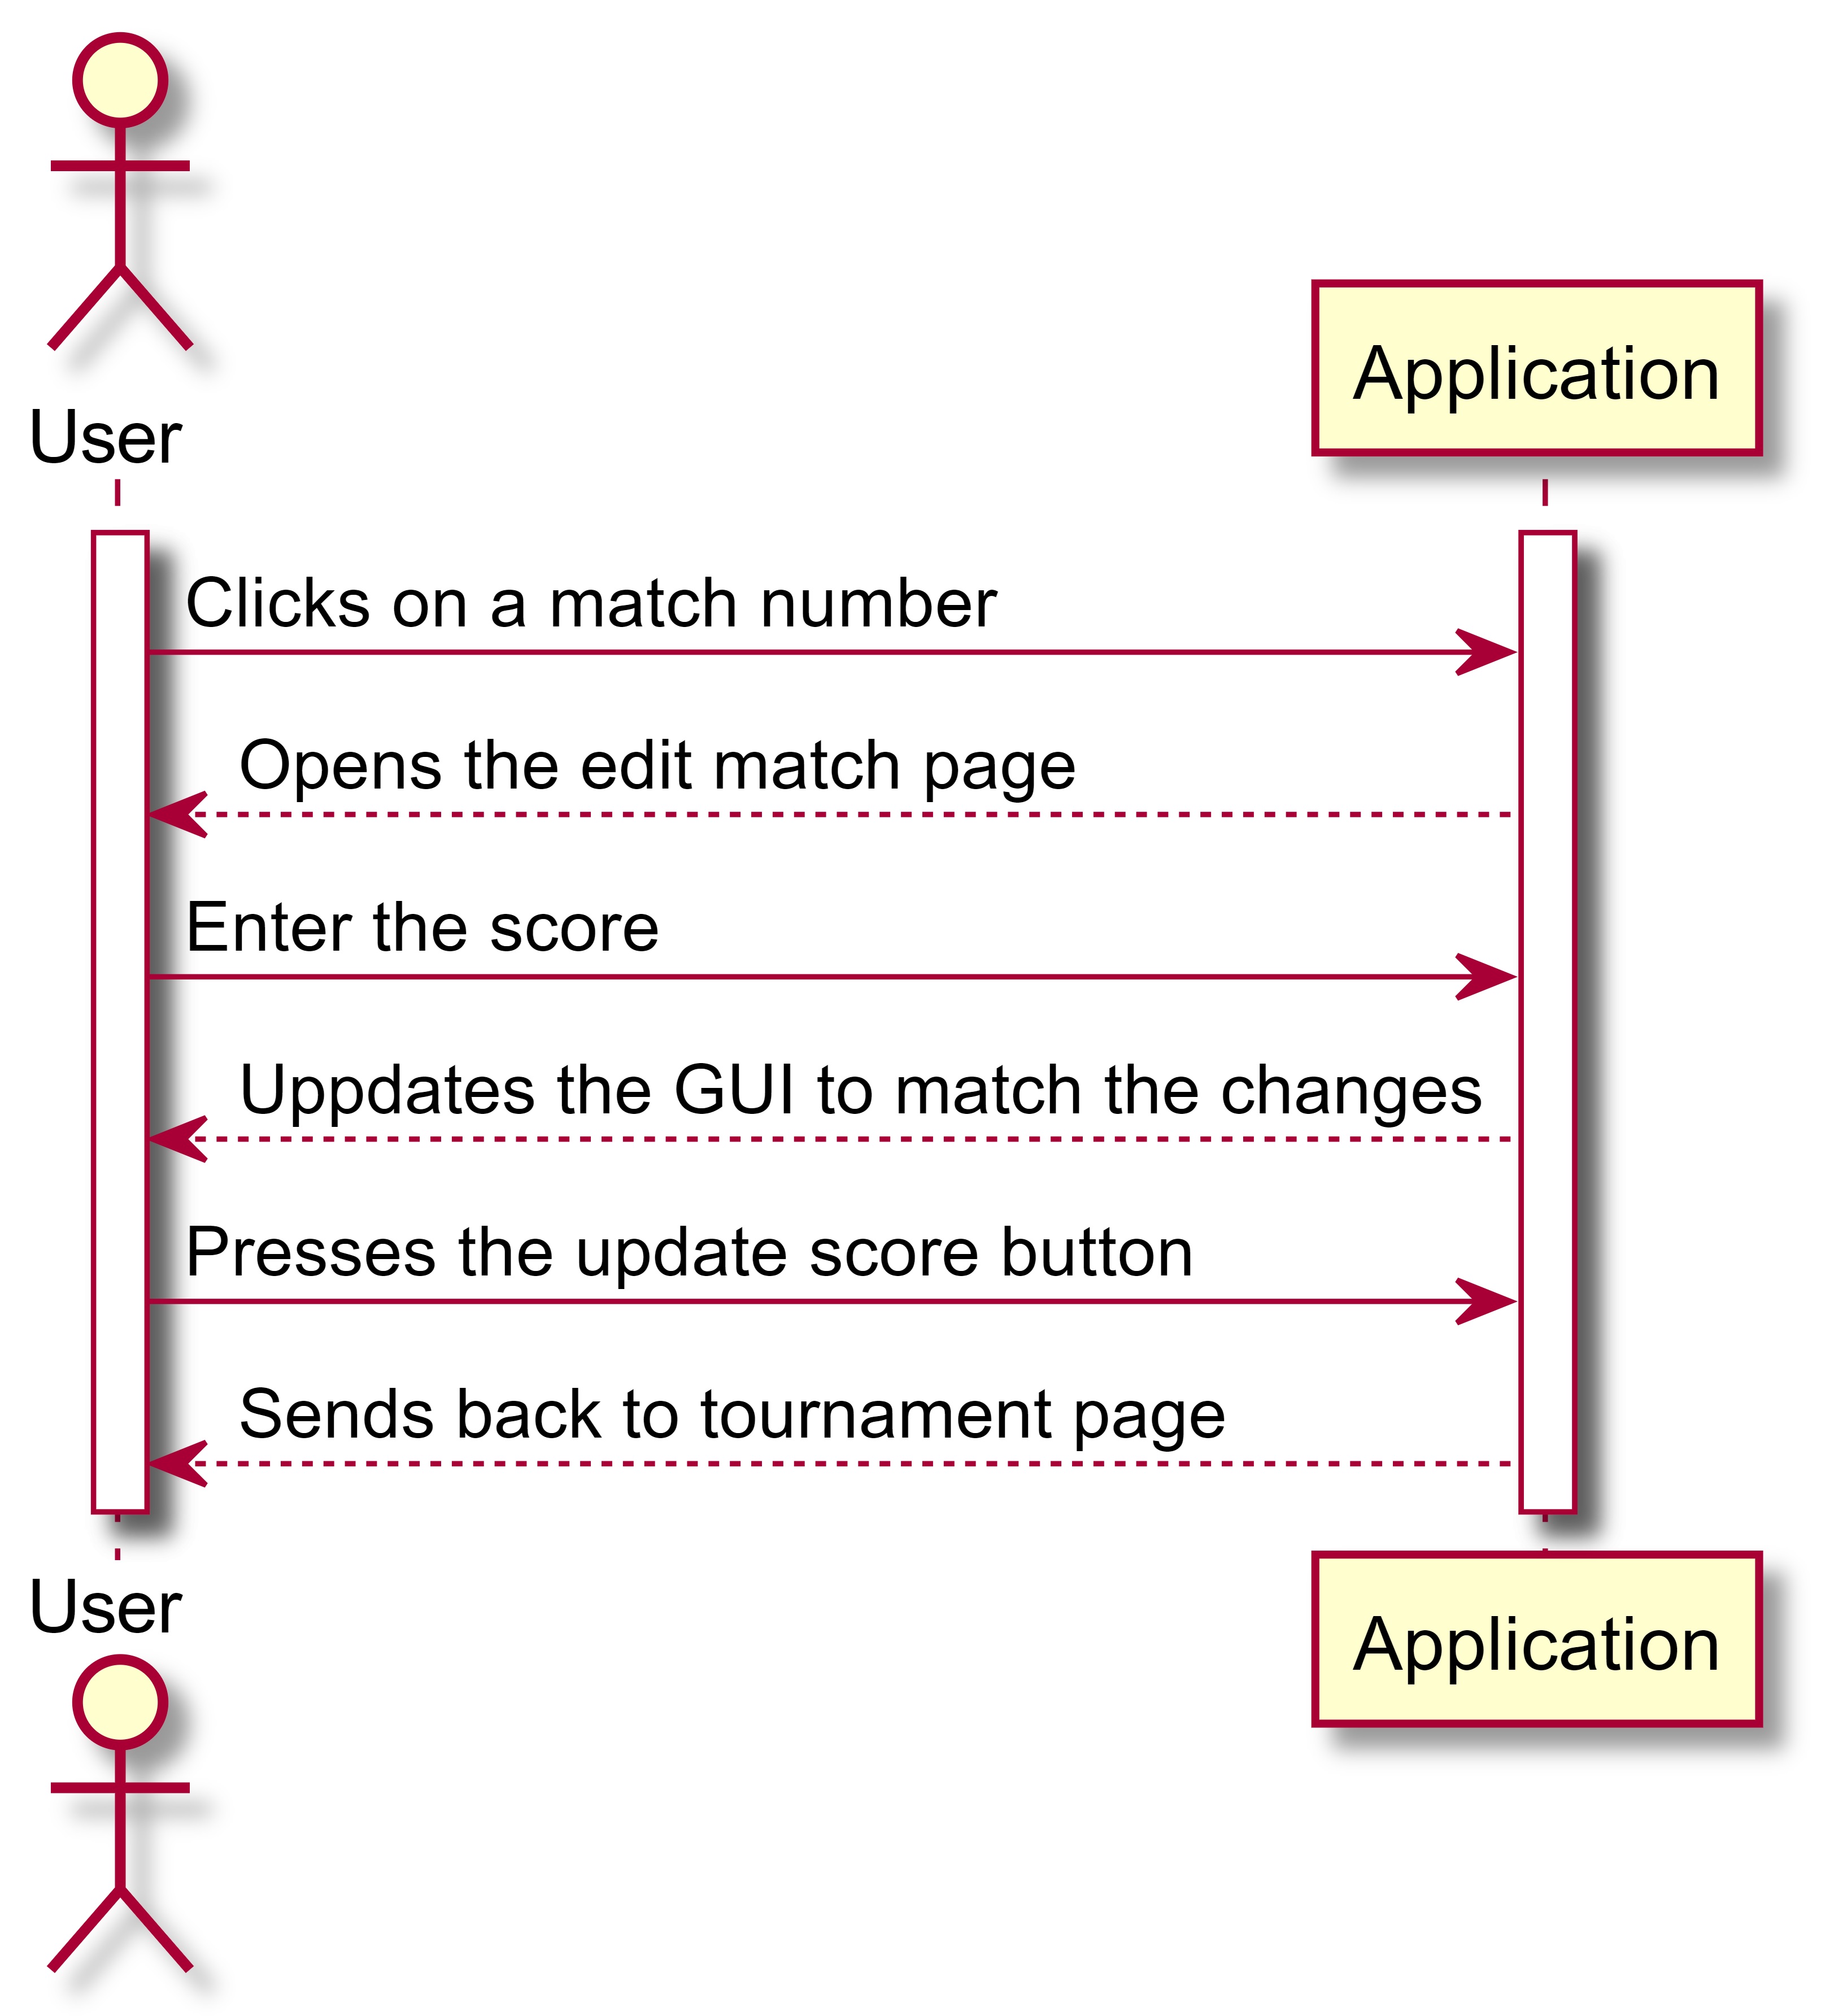 User
Application
Clicks on a match number
Opens the edit match page
Enter the score
Uppdates the GUI to match the changes
Presses the update score button
Sends back to tournament page
User
Application